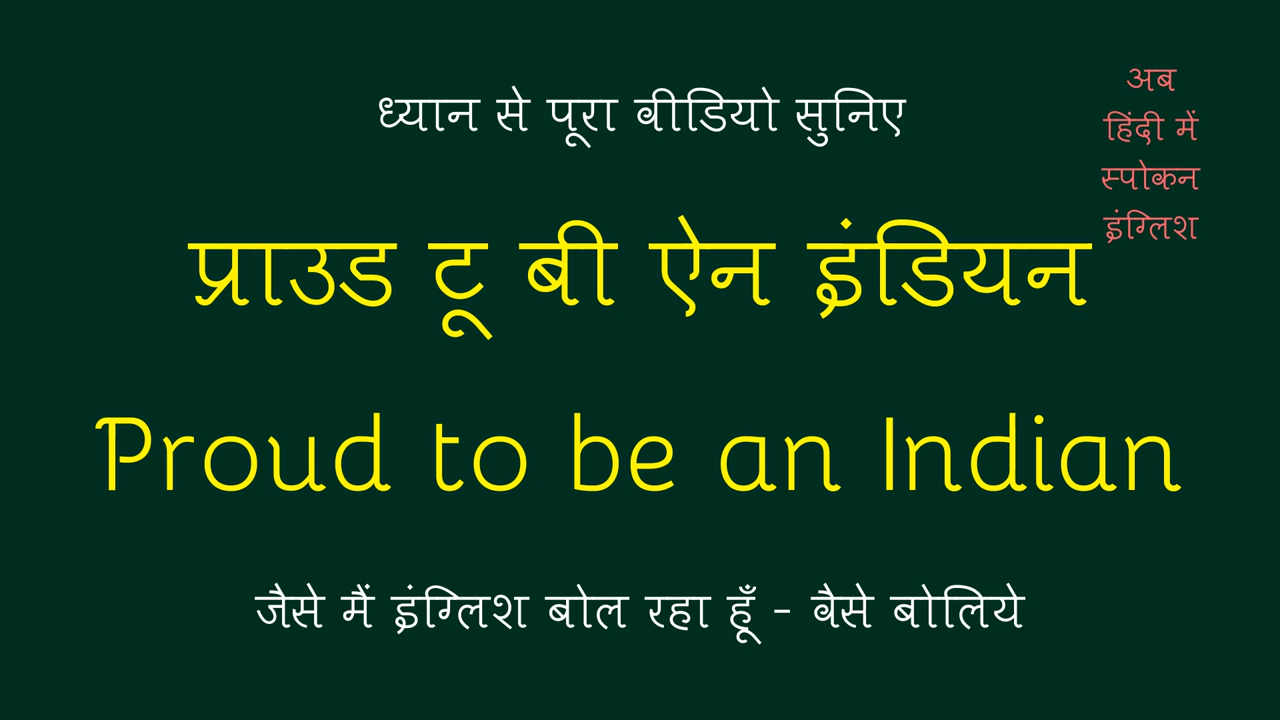 ध्यान से पूरा वीडियो सुनिए
अब
हिंदी में
स्पोकन
इंग्लिश
प्राउड टू बी ऐन इंडियन
Proud to be an Indian
जैसे मैं इंग्लिश बोल रहा हूँ - वैसे बोलिये